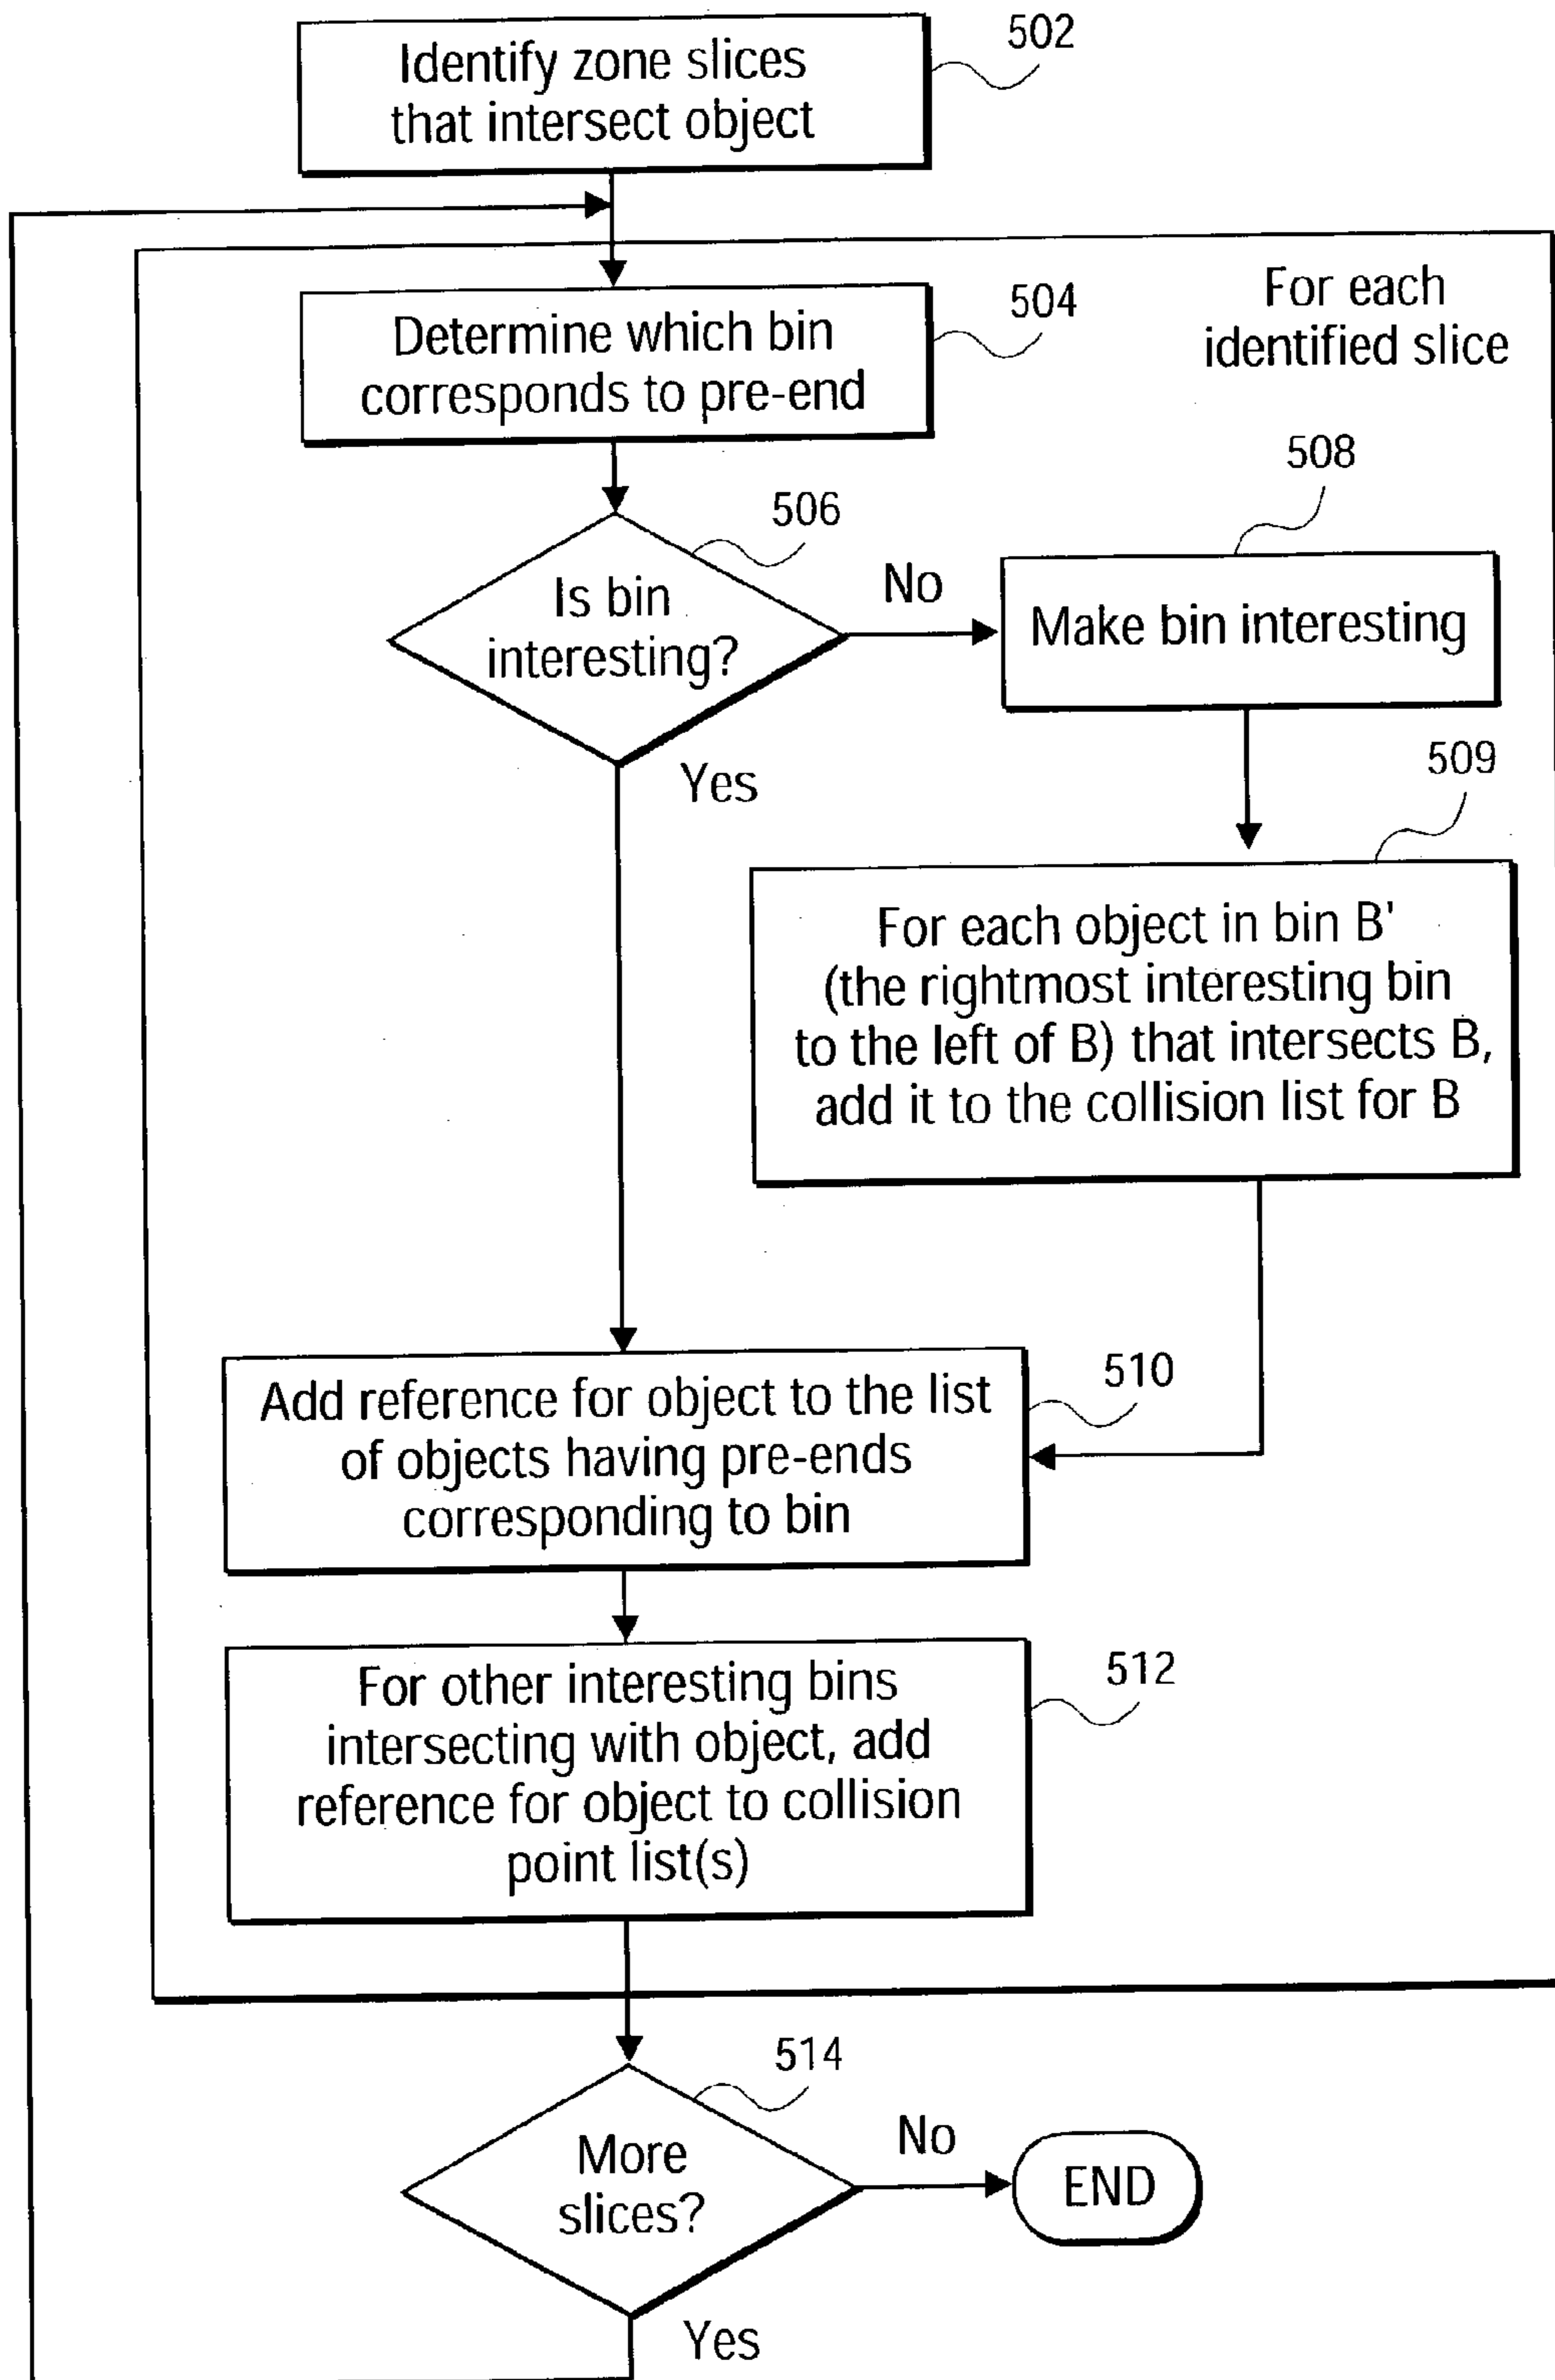 502
Identify zone slices
that intersect object
504
Determine which bin
corresponds to pre-end
For each
identified slice
506
Is bin
interesting?
No
508
Make bin interesting
Yes
509
For each object in bin B'
(the rightmost interesting bin
to the left of B) that intersects B,
add it to the collision list for B
510
Add reference for object to the list
of objects having pre-ends
corresponding to bin
512
For other interesting bins
intersecting with object, add
reference for object to collision
point list(s)
514
More
slices?
No
END
Yes